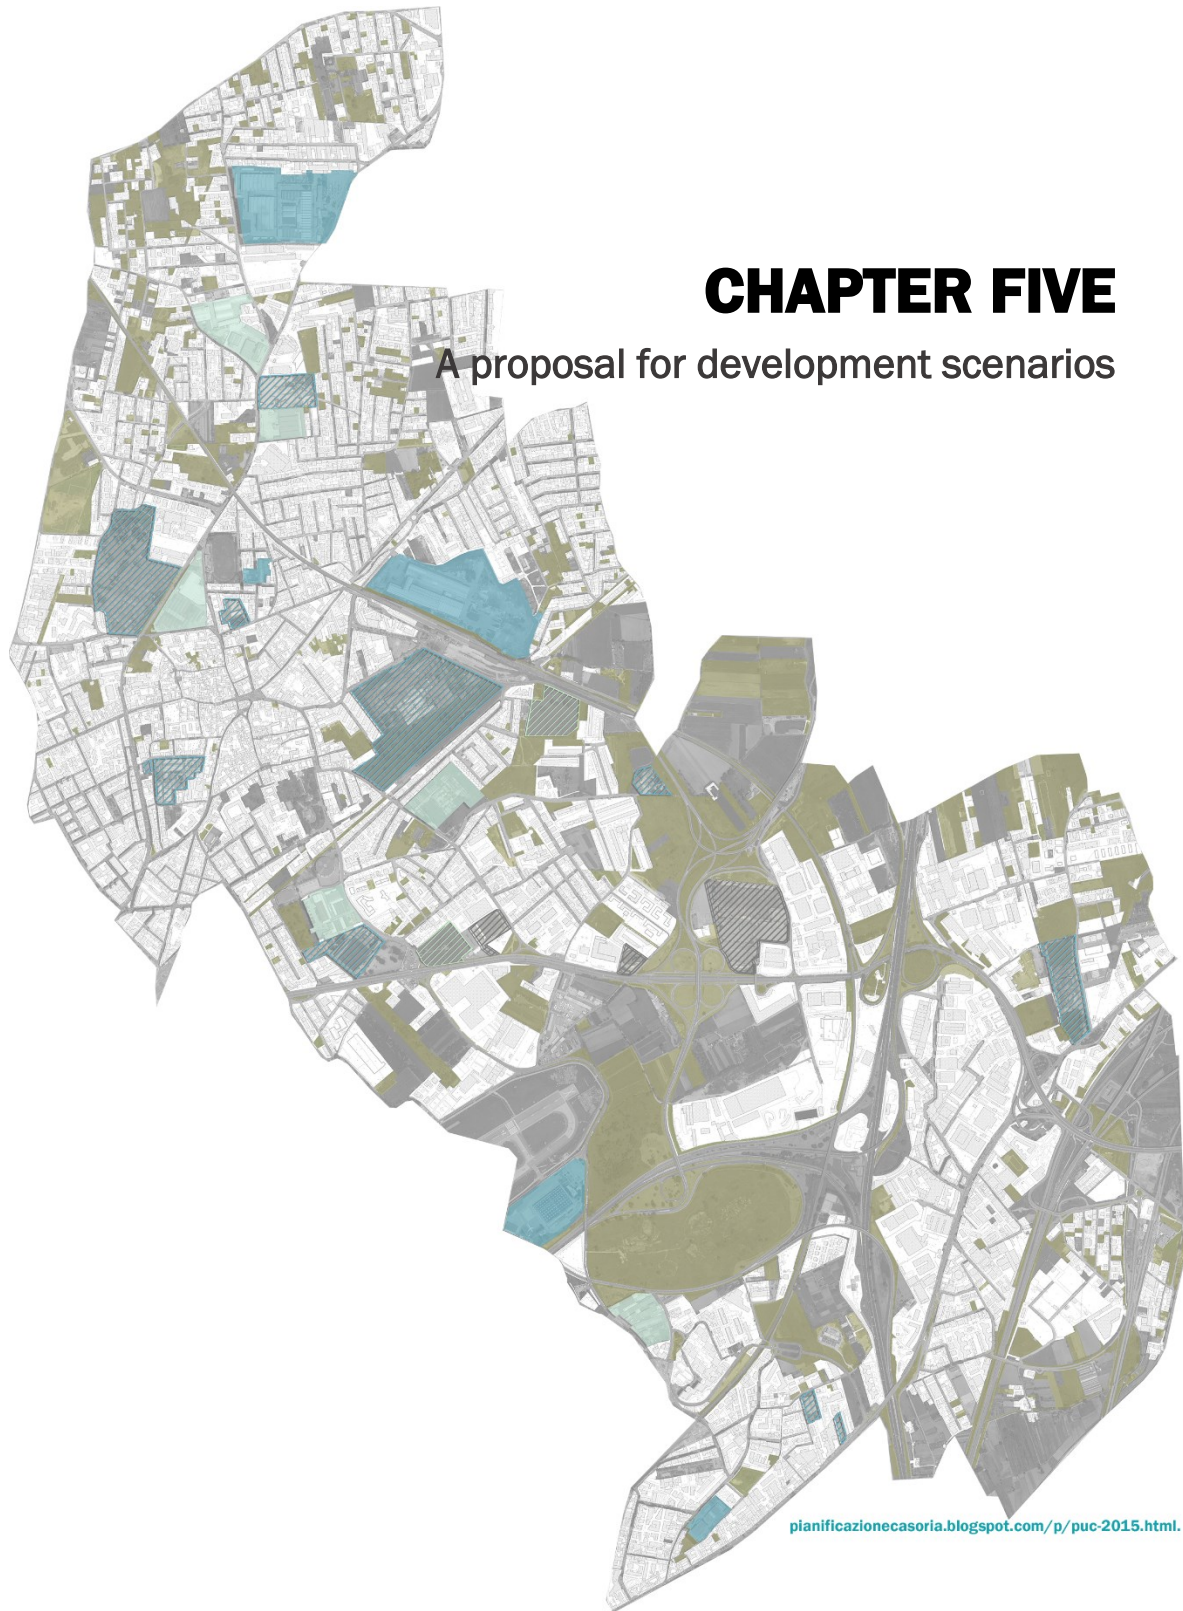 CHAPTER FIVE
A proposal for development scenarios
pianificazionecasoria.blogspot.com/p/puc-2015.html.